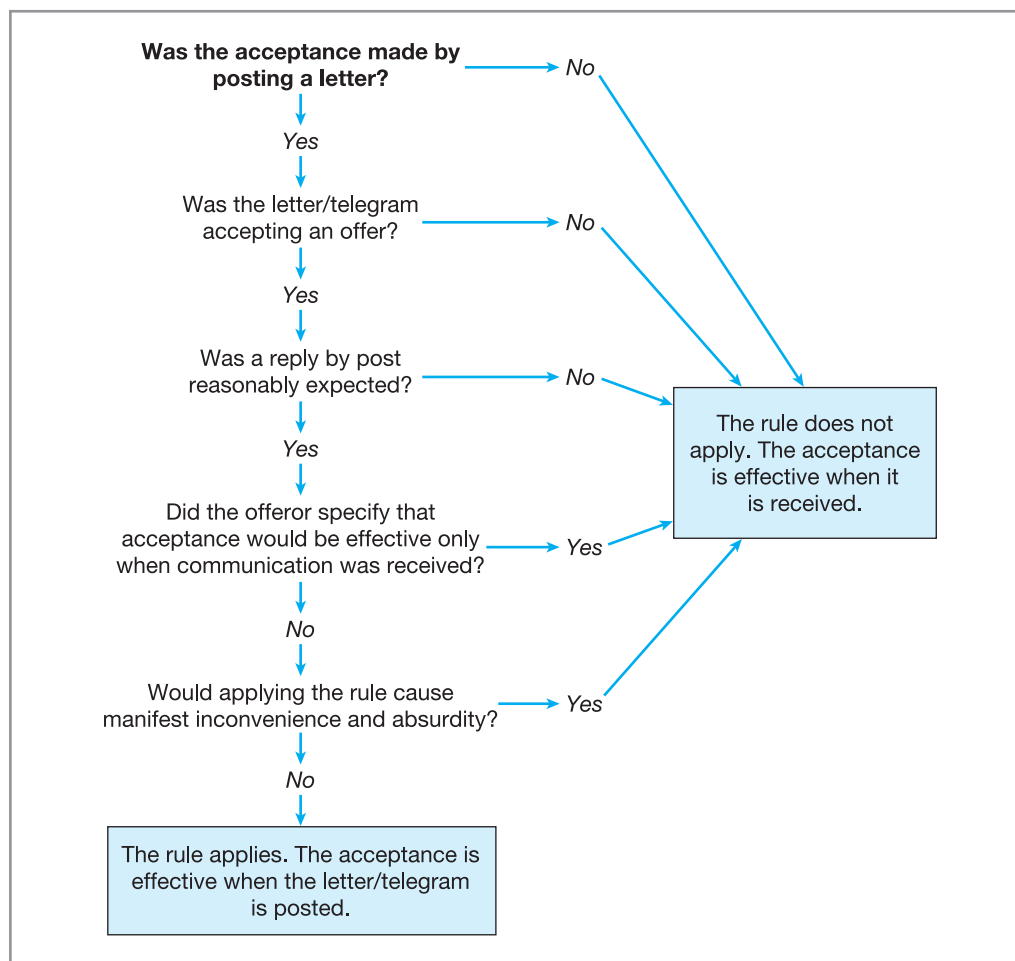 Was the acceptance made by
posting a letter?
No
Yes
Was the letter/telegram
accepting an offer?
No
Yes
Was a reply by post
reasonably expected?
No
Yes
Did the offeror specify that
acceptance would be effective only
when communication was received?
Yes
No
Would applying the rule cause
manifest inconvenience and absurdity?
Yes
No
The rule applies. The acceptance is
effective when the letter/telegram
is posted.
The rule does not
apply. The acceptance
is effective when it
is received.